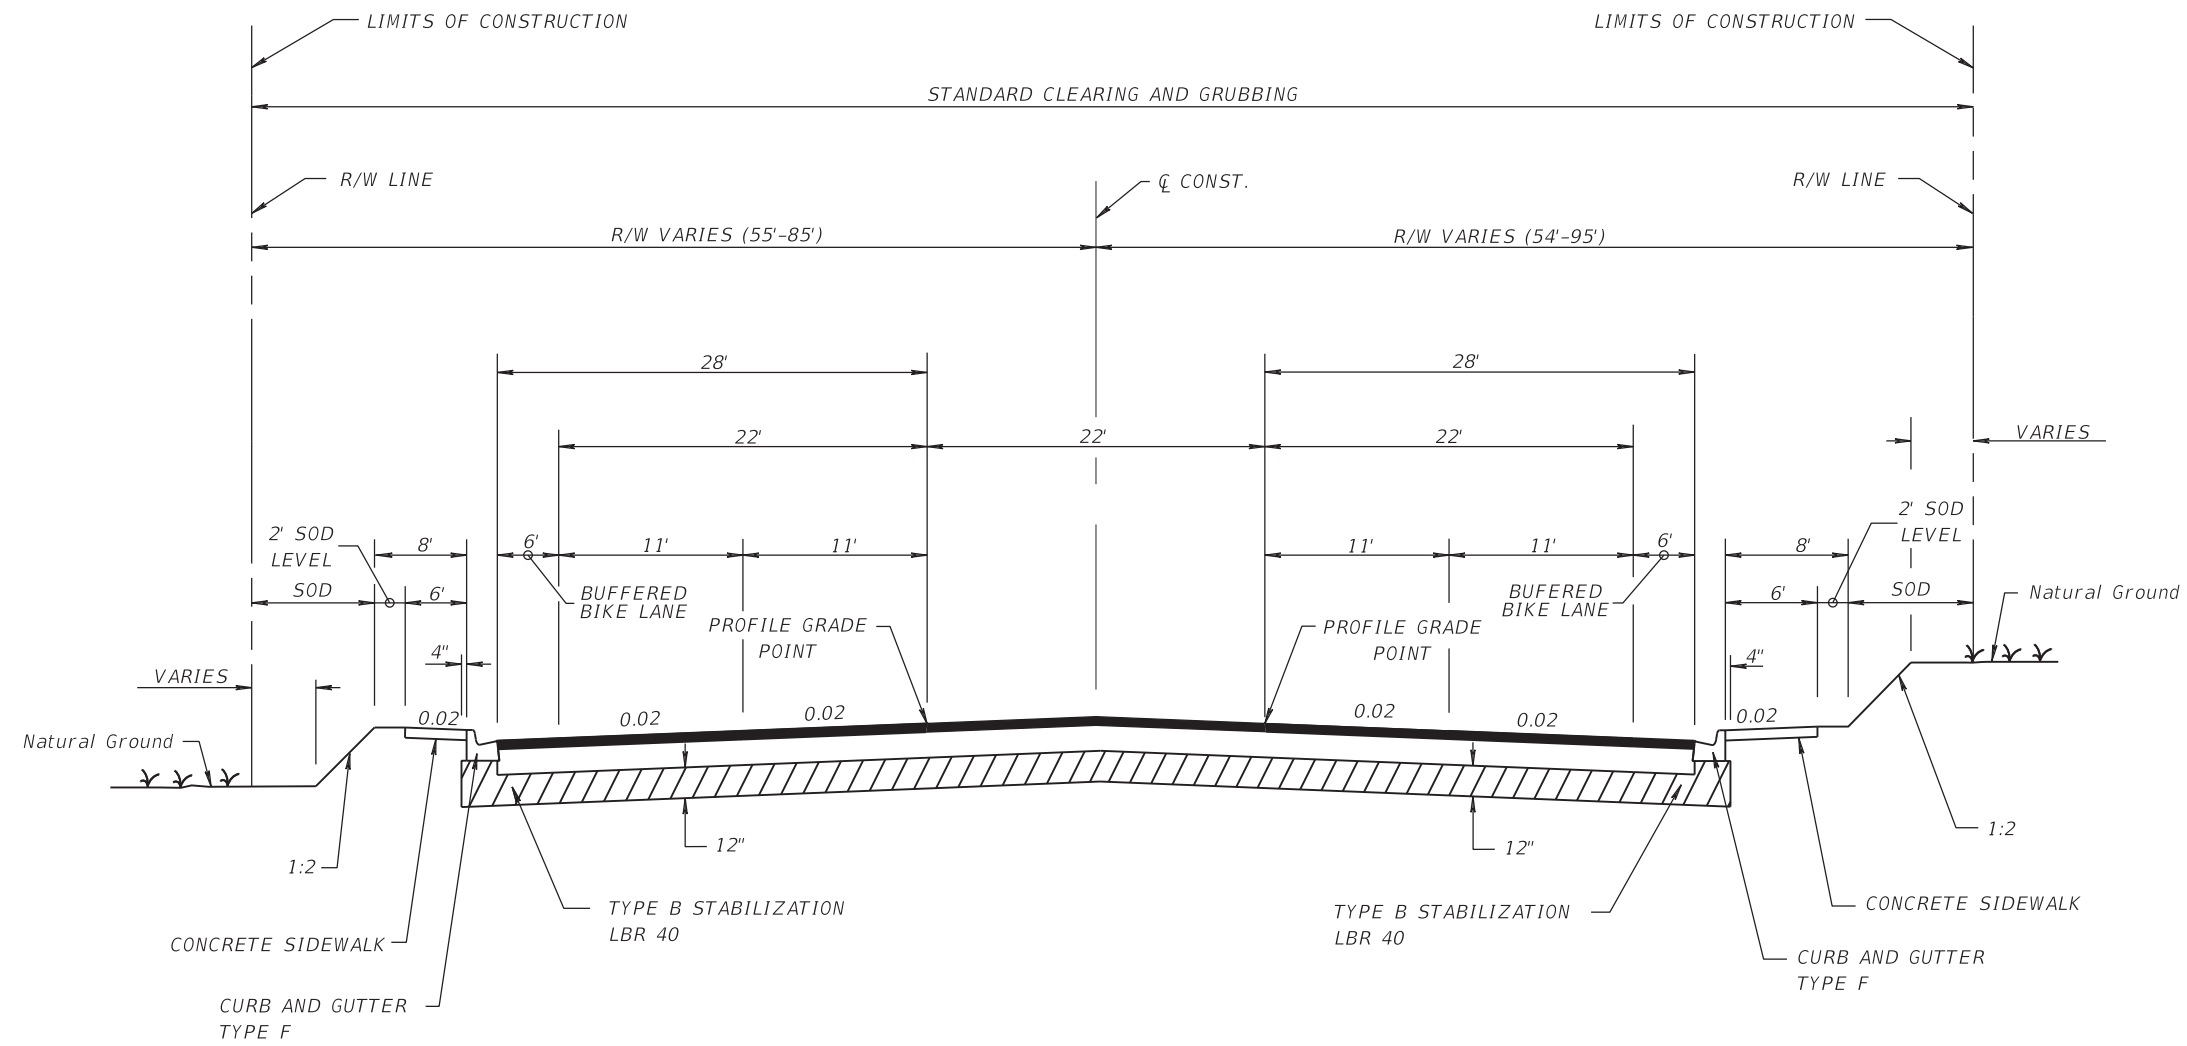 LIMITS OF CONSTRUCTION
LIMITS OF CONSTRUCTION
STANDARD CLEARING AND GRUBBING
R/W LINE
℄ CONST.
R/W LINE
R/W VARIES (55'-85')
R/W VARIES (54'-95')
28'
28'
22'
22'
22'
VARIES
2' SOD
LEVEL
8'
6'
11'
11'
11'
11'
6'
8'
2' SOD
LEVEL
SOD
6'
BUFFERED
BIKE LANE
BUFFERED
BIKE LANE
6'
SOD
Natural Ground
PROFILE GRADE
POINT
PROFILE GRADE
POINT
4"
4"
VARIES
0.02
0.02
0.02
0.02
0.02
0.02
Natural Ground
12"
12"
1:2
1:2
TYPE B STABILIZATION
LBR 40
TYPE B STABILIZATION
LBR 40
CONCRETE SIDEWALK
CONCRETE SIDEWALK
CURB AND GUTTER
TYPE F
CURB AND GUTTER
TYPE F